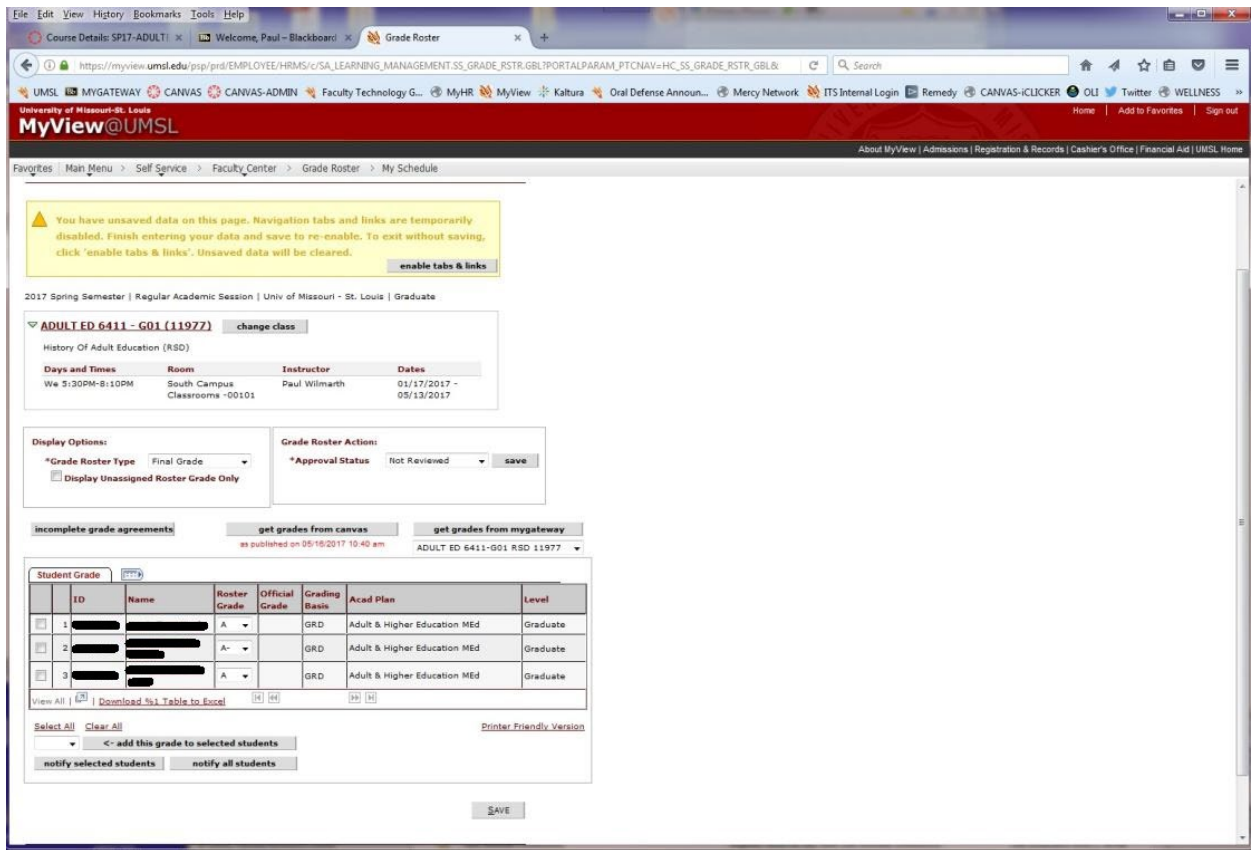 File Edit View History Bookmarks Tools Help
Course Details: SP17-ADULTI × Welcome, Paul – Blackboard × Grade Roster × +
https://myview.umsl.edu/psp/prd/EMPLOYEE/HRMS/c/SA_LEARNING_MANAGEMENT.SS_GRADE_RSTR.GBL?PORTALPARAM_PTCNAV=HC_SS_GRADE_RSTR_GBL& Search
UMSL MYGATEWAY CANVAS CANVAS-ADMIN Faculty Technology G... MyHR MyView Kaltura Oral Defense Announ... Mercy Network ITS Internal Login Remedy CANVAS-iCLICKER OLI Twitter WELLNESS »
University of Missouri-St. Louis
MyView@UMSL
Home | Add to Favorites | Sign out
About MyView | Admissions | Registration & Records | Cashier's Office | Financial Aid | UMSL Home
Favorites | Main Menu > Self Service > Faculty Center > Grade Roster > My Schedule
You have unsaved data on this page. Navigation tabs and links are temporarily
disabled. Finish entering your data and save to re-enable. To exit without saving,
click 'enable tabs & links'. Unsaved data will be cleared.
enable tabs & links
2017 Spring Semester | Regular Academic Session | Univ of Missouri - St. Louis | Graduate
ADULT ED 6411 - G01 (11977) change class
History Of Adult Education (RSD)
Days and Times Room Instructor Dates
We 5:30PM-8:10PM South Campus Paul Wilmarth 01/17/2017 -
Classrooms -00101 05/13/2017
Display Options: Grade Roster Action:
*Grade Roster Type Final Grade *Approval Status Not Reviewed save
Display Unassigned Roster Grade Only
incomplete grade agreements get grades from canvas get grades from mygateway
as published on 05/16/2017 10:40 am ADULT ED 6411-G01 RSD 11977
Student Grade
ID Name Roster Grade Official Grade Grading Basis Acad Plan Level
1 A GRD Adult & Higher Education MEd Graduate
2 A- GRD Adult & Higher Education MEd Graduate
3 A GRD Adult & Higher Education MEd Graduate
View All | | Download %1 Table to Excel
Select All Clear All Printer Friendly Version
<- add this grade to selected students
notify selected students notify all students
SAVE